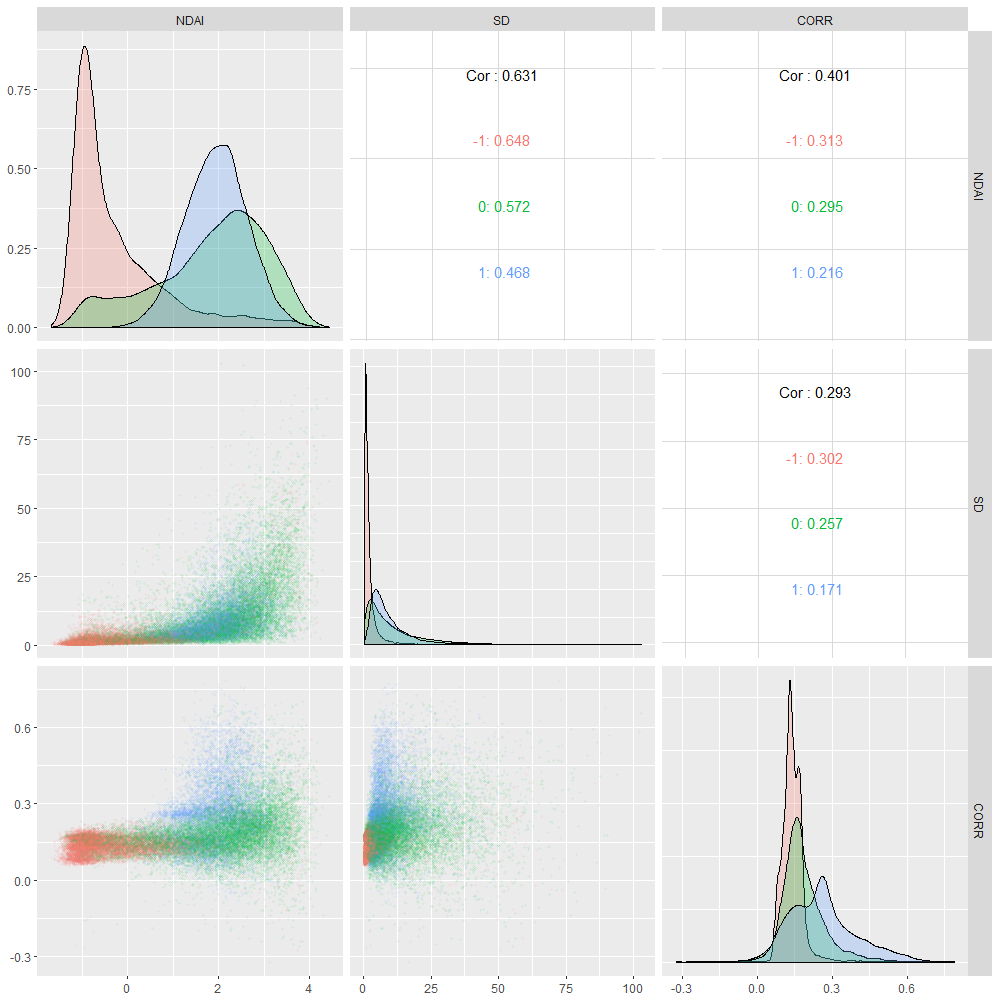 NDAI SD CORR
0.75
0.50
0.25
0.00
Cor : 0.631
-1: 0.648
0: 0.572
1: 0.468
Cor : 0.401
-1: 0.313
0: 0.295
1: 0.216
NDAI
100
75
50
25
0
Cor : 0.293
-1: 0.302
0: 0.257
1: 0.171
SD
0.6
0.3
0.0
-0.3
CORR
0 2 4
0 25 50 75 100
-0.3 0.0 0.3 0.6